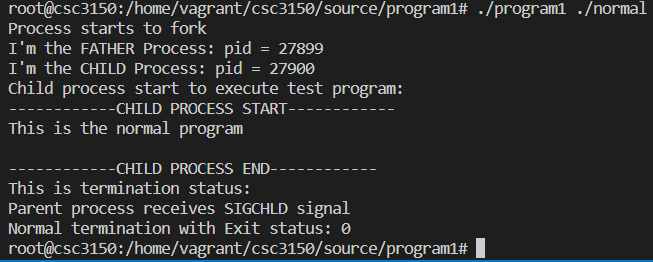 root@csc3150:/home/vagrant/csc3150/source/program1# ./program1 ./normal
Process starts to fork
I'm the FATHER Process: pid = 27899
I'm the CHILD Process: pid = 27900
Child process start to execute test program:
------------CHILD PROCESS START------------
This is the normal program

------------CHILD PROCESS END------------
This is termination status:
Parent process receives SIGCHLD signal
Normal termination with Exit status: 0
root@csc3150:/home/vagrant/csc3150/source/program1#